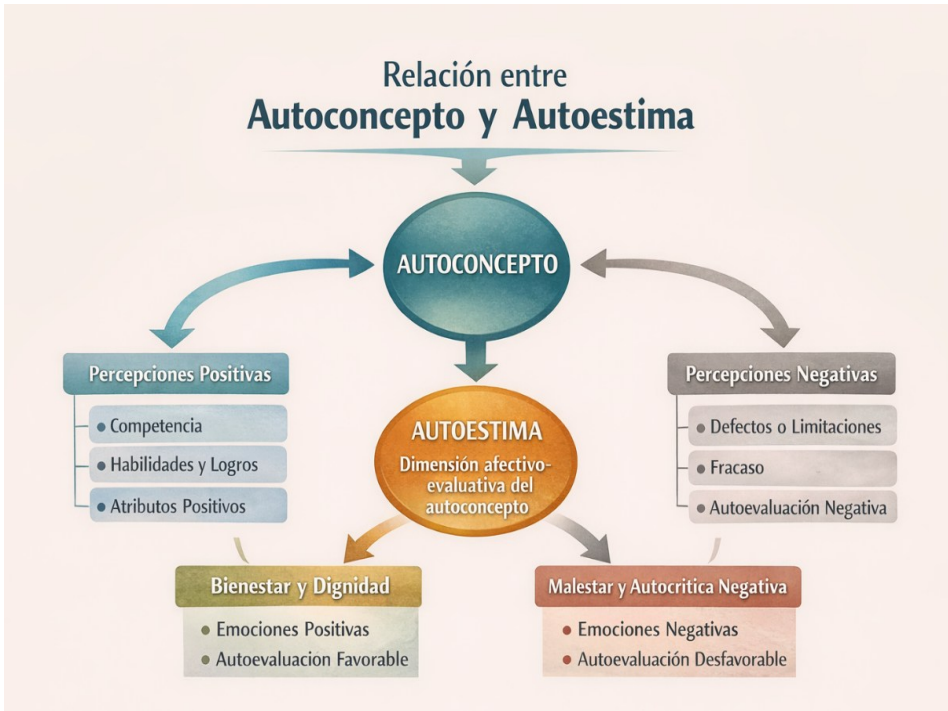 Relación entre
Autoconcepto y Autoestima
AUTOCONCEPTO
Percepciones Positivas
Competencia
Habilidades y Logros
Atributos Positivos
AUTOESTIMA
Dimensión afectivo-
evaluativa del
autoconcepto
Percepciones Negativas
Defectos o Limitaciones
Fracaso
Autoevaluación Negativa
Bienestar y Dignidad
Emociones Positivas
Autoevaluacion Favorable
Malestar y Autocritica Negativa
Emociones Negativas
Autoevaluación Desfavorable